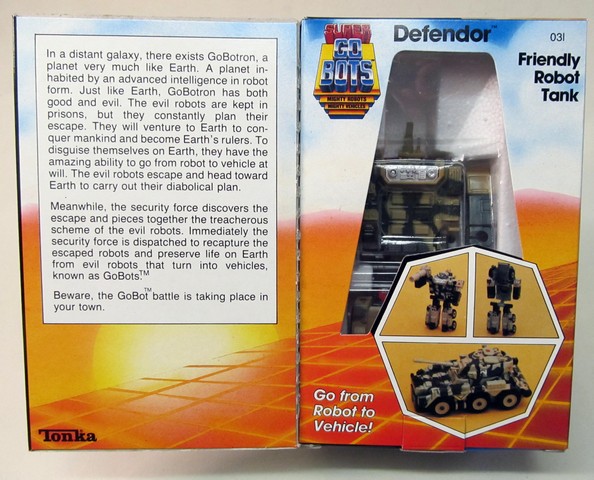 In a distant galaxy, there exists GoBotron, a
planet very much like Earth. A planet in-
habited by an advanced intelligence in robot
form. Just like Earth, GoBotron has both
good and evil. The evil robots are kept in
prisons, but they constantly plan their
escape. They will venture to Earth to con-
quer mankind and become Earth's rulers. To
disguise themselves on Earth, they have the
amazing ability to go from robot to vehicle at
will. The evil robots escape and head toward
Earth to carry out their diabolical plan.
Meanwhile, the security force discovers the
escape and pieces together the treacherous
scheme of the evil robots. Immediately the
security force is dispatched to recapture the
escaped robots and preserve life on Earth
from evil robots that turn into vehicles,
known as GoBots™
Beware, the GoBot™ battle is taking place in
your town.
Tonka
SUPER
GO
BOTS
MIGHTY ROBOTS
MIGHTY VEHICLES
Defendor™
031
Friendly
Robot
Tank
Go from
Robot to
Vehicle!